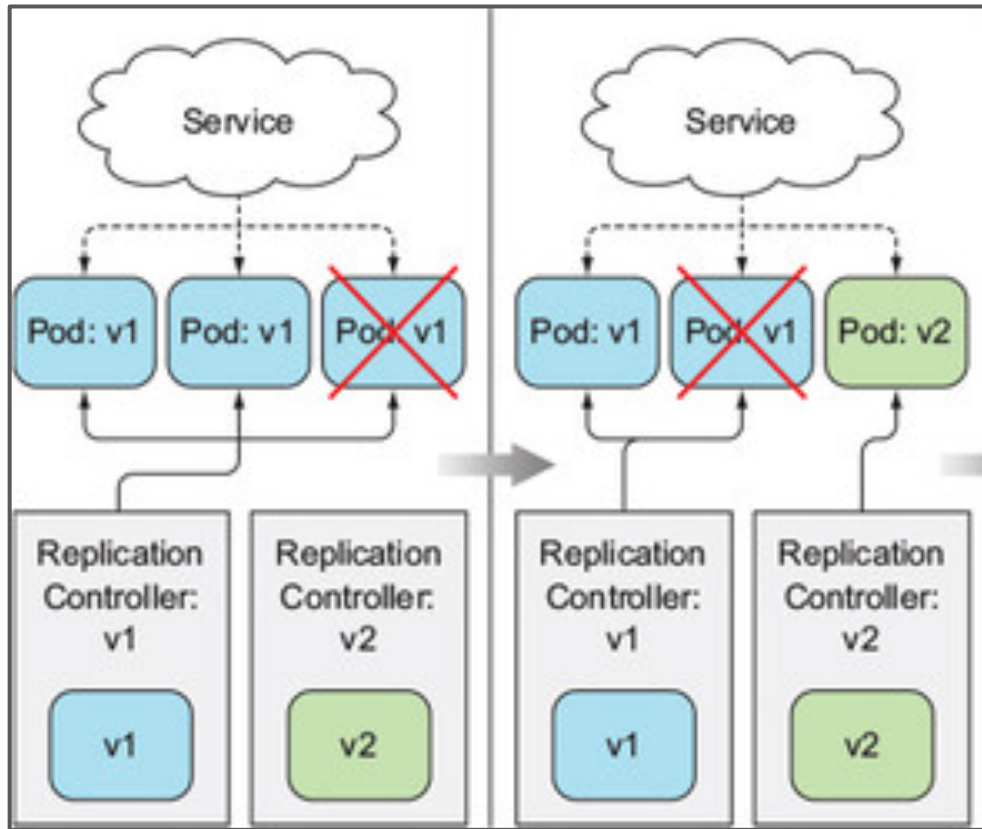 Service
Pod: v1
Pod: v1
Pod: v1
Replication
Controller:
v1
v1
Replication
Controller:
v2
v2
Service
Pod: v1
Pod: v1
Pod: v2
Replication
Controller:
v1
v1
Replication
Controller:
v2
v2